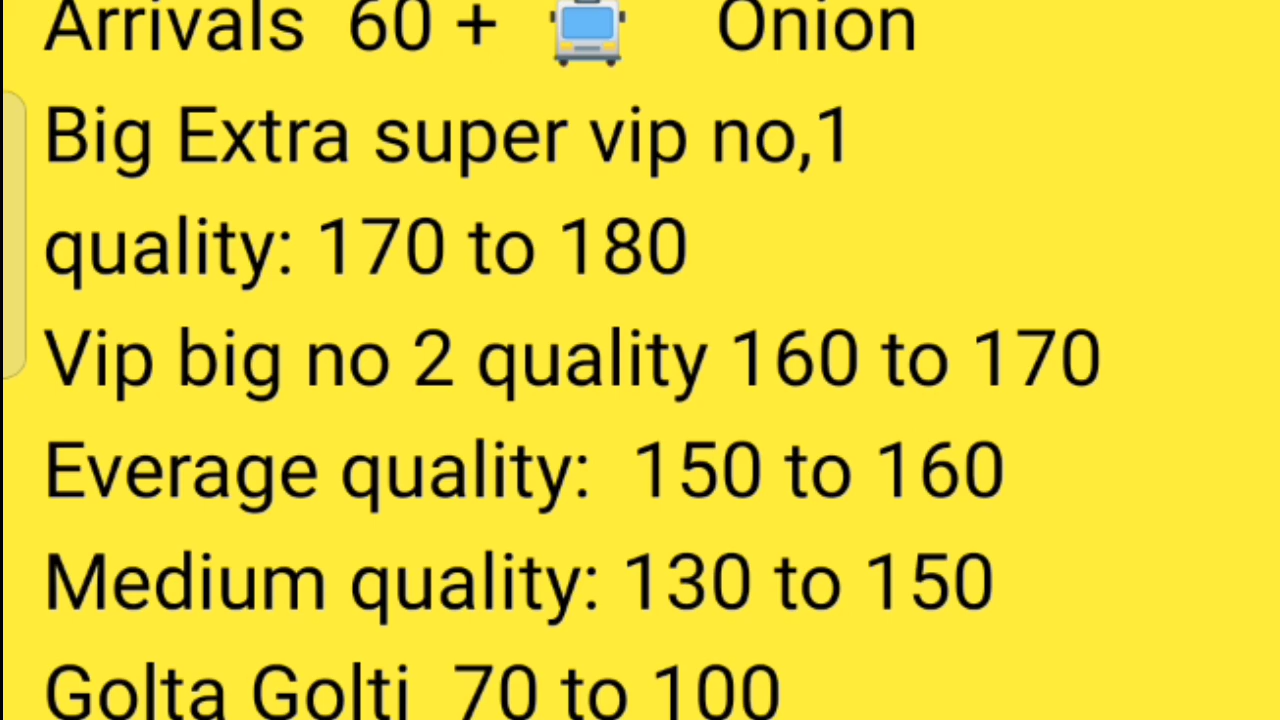 Arrivals 60 + 🚍 Onion
Big Extra super vip no,1
quality: 170 to 180
Vip big no 2 quality 160 to 170
Everage quality: 150 to 160
Medium quality: 130 to 150
Golta Golti 70 to 100